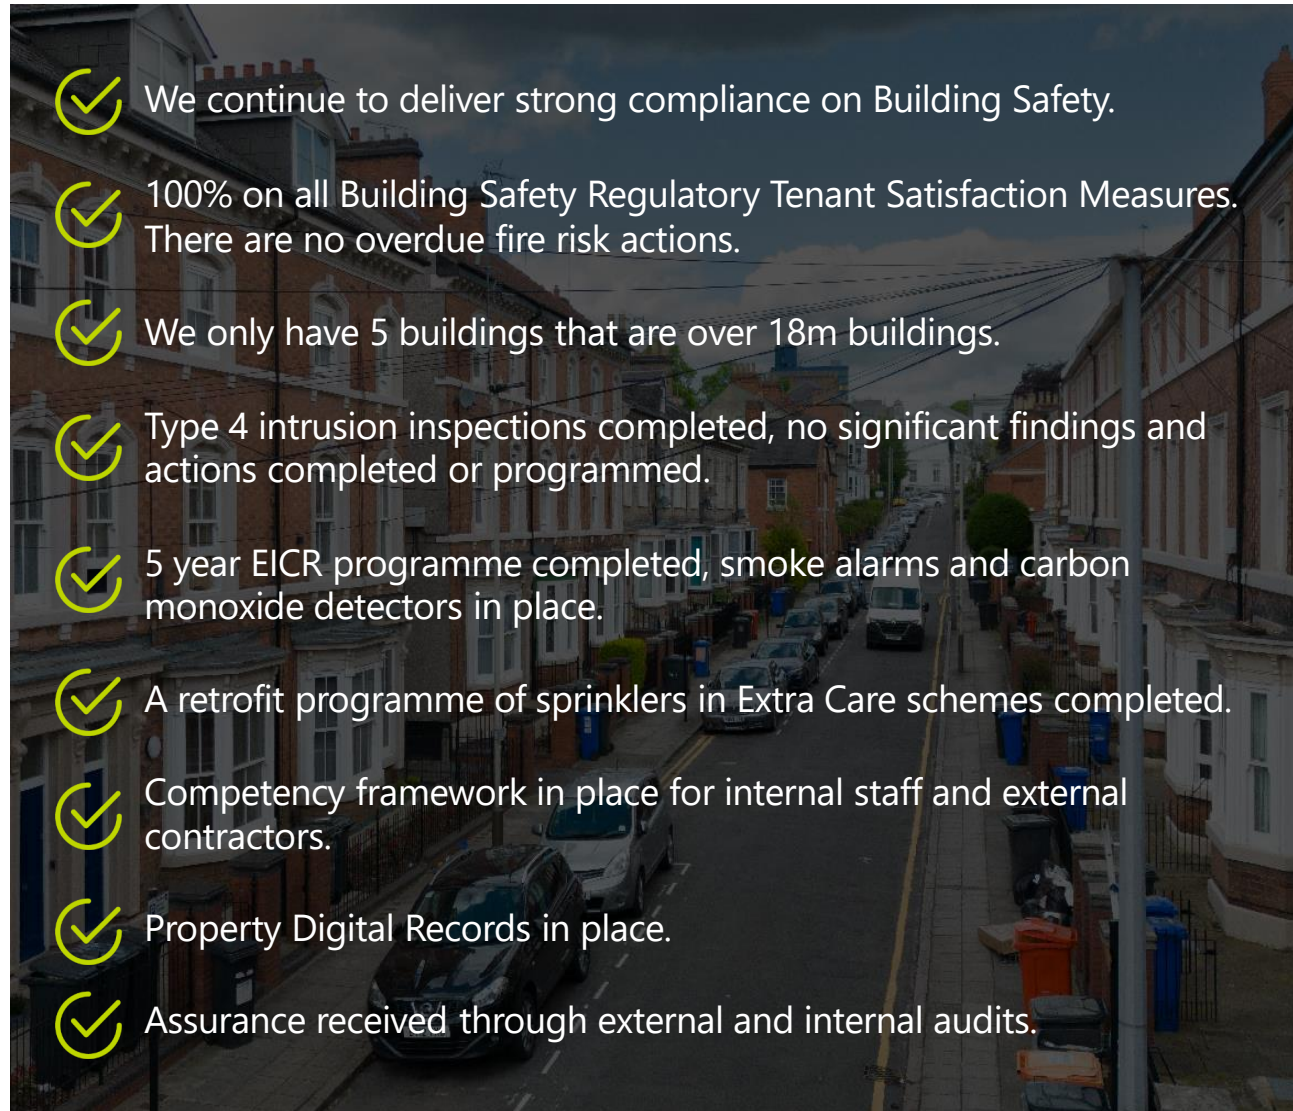 We continue to deliver strong compliance on Building Safety.
100% on all Building Safety Regulatory Tenant Satisfaction Measures.
There are no overdue fire risk actions.
We only have 5 buildings that are over 18m buildings.
Type 4 intrusion inspections completed, no significant findings and
actions completed or programmed.
5 year EICR programme completed, smoke alarms and carbon
monoxide detectors in place.
A retrofit programme of sprinklers in Extra Care schemes completed.
Competency framework in place for internal staff and external
contractors.
Property Digital Records in place.
Assurance received through external and internal audits.